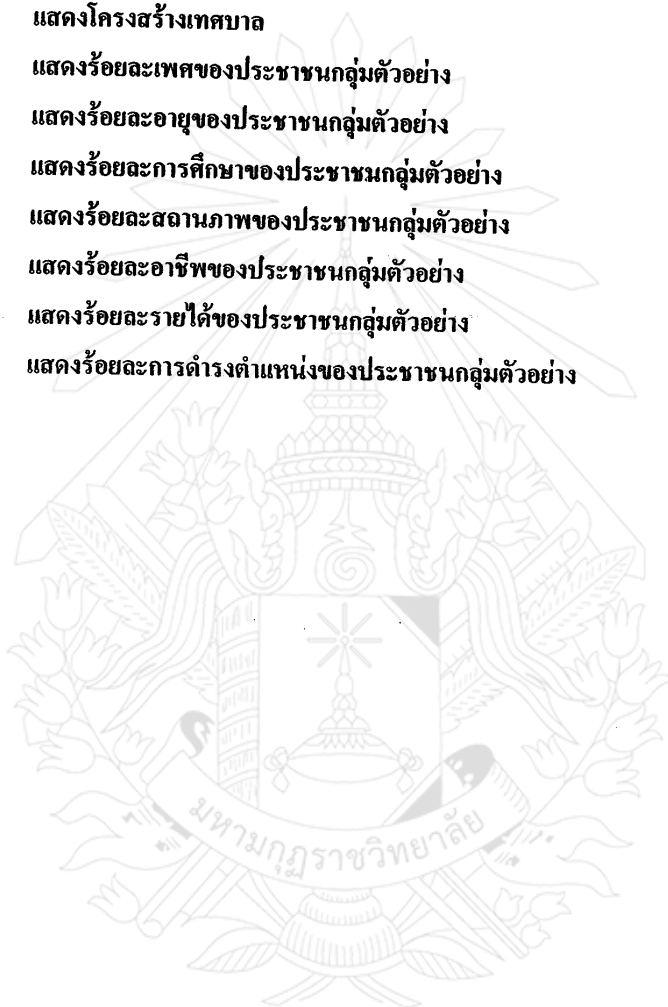 แสดงโครงสร้างเทศบาล
แสดงร้อยละเพศของประชาชนกลุ่มตัวอย่าง
แสดงร้อยละอายุของประชาชนกลุ่มตัวอย่าง
แสดงร้อยละการศึกษาของประชาชนกลุ่มตัวอย่าง
แสดงร้อยละสถานภาพของประชาชนกลุ่มตัวอย่าง
แสดงร้อยละอาชีพของประชาชนกลุ่มตัวอย่าง
แสดงร้อยละรายได้ของประชาชนกลุ่มตัวอย่าง
แสดงร้อยละการดำรงตำแหน่งของประชาชนกลุ่มตัวอย่าง
มหามกุฏราชวิทยาลัย